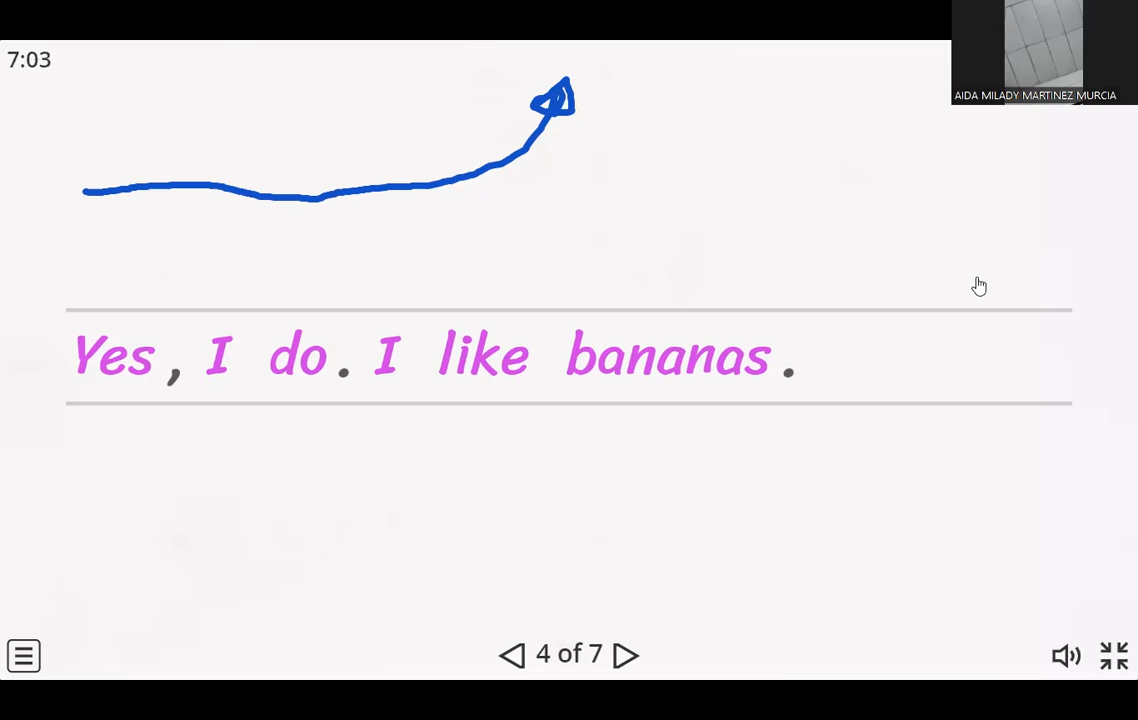 7:03
AIDA MILADY MARTINEZ MURCIA
Yes, I do. I like bananas.
4 of 7